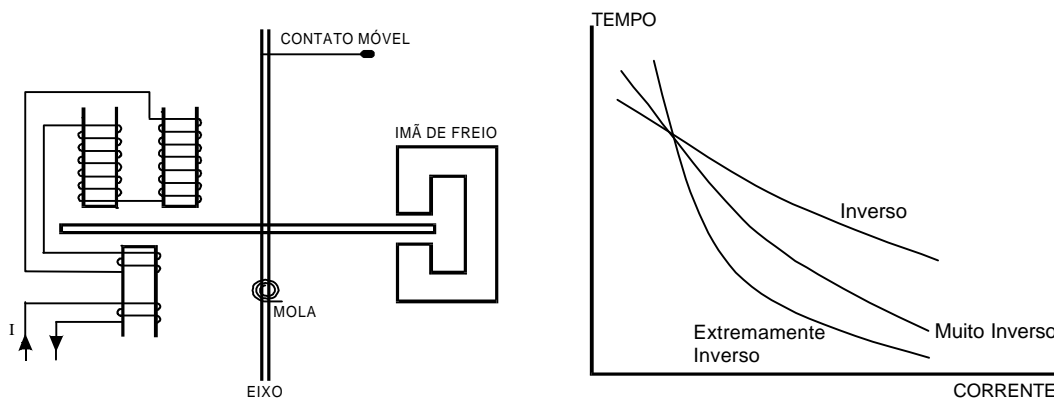 CONTATO MÓVEL
IMÃ DE FREIO
MOLA
I
EIXO
TEMPO
Inverso
Extremamente
Inverso
Muito Inverso
CORRENTE